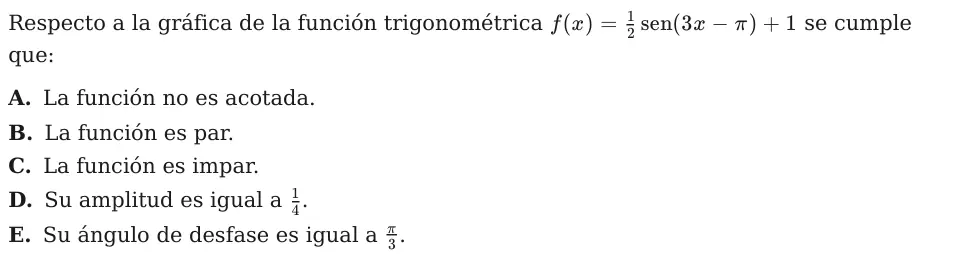 Respecto a la gráfica de la función trigonométrica f(x) = 1/2 sen(3x − π) + 1 se cumple
que:
A. La función no es acotada.
B. La función es par.
C. La función es impar.
D. Su amplitud es igual a 1/4.
E. Su ángulo de desfase es igual a π/3.